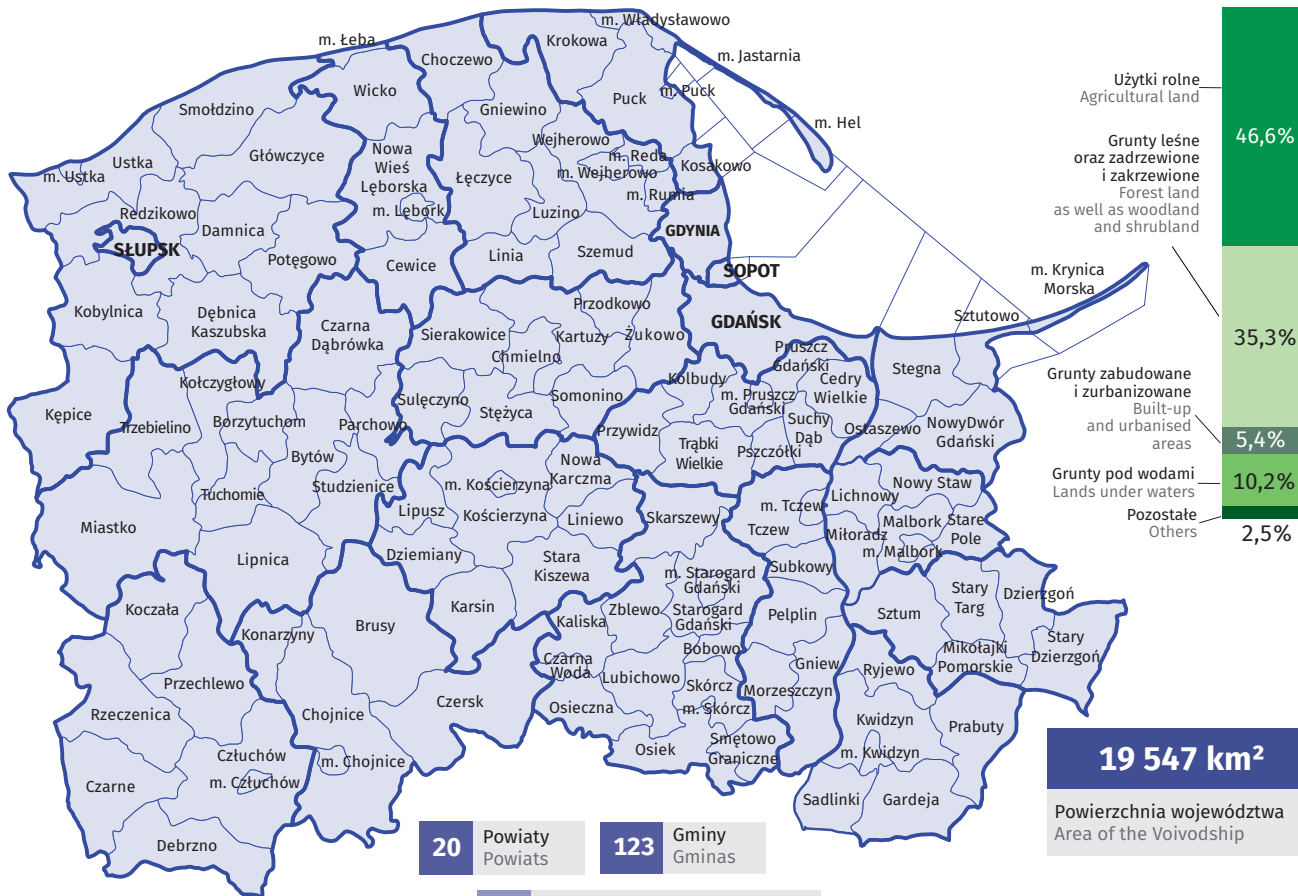 m. Władysławowo
m. Łeba
Krokowa
Choczewo
m. Jastarnia
Wicko
Puck
m. Puck
Smołdzino
Gniewino
m. Hel
Wejherowo
Główczyce
Nowa
Wieś
Lęborska
m. Reda
Ustka
m. Ustka
Łęczyce
m. Wejherowo
Kosakowo
m. Rumia
Redzikowo
m. Lębork
Luzino
Damnica
GDYNIA
SŁUPSK
Potęgowo
Cewice
Linia
Szemud
SOPOT
m. Krynica
Morska
Kobylnica
Dębnica
Kaszubska
Czarna
Dąbrówka
Przodkowo
Sierakowice
Kartuzy
Żukowo
GDAŃSK
Sztutowo
Chmielno
Pruszcz
Gdański
Stegna
Kołczygłowy
Kolbudy
Cedry
Wielkie
Kępice
Sulęczyno
Somonino
m. Pruszcz
Gdański
Trzebielino
Borzytuchom
Parchowo
Stężyca
Przywidz
Suchy
Dąb
Ostaszewo
NowyDwór
Gdański
Trąbki
Wielkie
Pszczółki
Bytów
Nowa
Karczma
Tuchomie
Studzienice
m. Kościerzyna
Nowy Staw
Lichnowy
Lipusz
Kościerzyna
Liniewo
Skarszewy
m. Tczew
Miastko
Tczew
Miłoradz
Malbork
Stare
Pole
m. Malbork
Lipnica
Dziemiany
Stara
Kiszewa
Subkowy
m. Starogard
Gdański
Stary
Targ
Dzierzgoń
Koczała
Karsin
Zblewo
Starogard
Gdański
Pelplin
Sztum
Kaliska
Brusy
Konarzyny
Stary
Dzierzgoń
Bobowo
Mikołajki
Pomorskie
Czarna
Woda
Gniew
Ryjewo
Przechlewo
Lubichowo
Skórcz
Morzeszczyn
Czersk
Osieczna
m. Skórcz
Rzeczenica
Chojnice
Kwidzyn
Prabuty
Osiek
Smętowo
Graniczne
Człuchów
m. Chojnice
m. Kwidzyn
Czarne
m. Człuchów
Sadlinki
Gardeja
Debrzno
Użytki rolne
Agricultural land
46,6%
Grunty leśne
oraz zadrzewione
i zakrzewione
Forest land
as well as woodland
and shrubland
35,3%
Grunty zabudowane
i zurbanizowane
Built-up
and urbanised
areas
5,4%
Grunty pod wodami
Lands under waters
10,2%
Pozostałe
Others
2,5%
19 547 km²
Powierzchnia województwa
Area of the Voivodship
20
Powiaty
Powiats
123
Gminy
Gminas